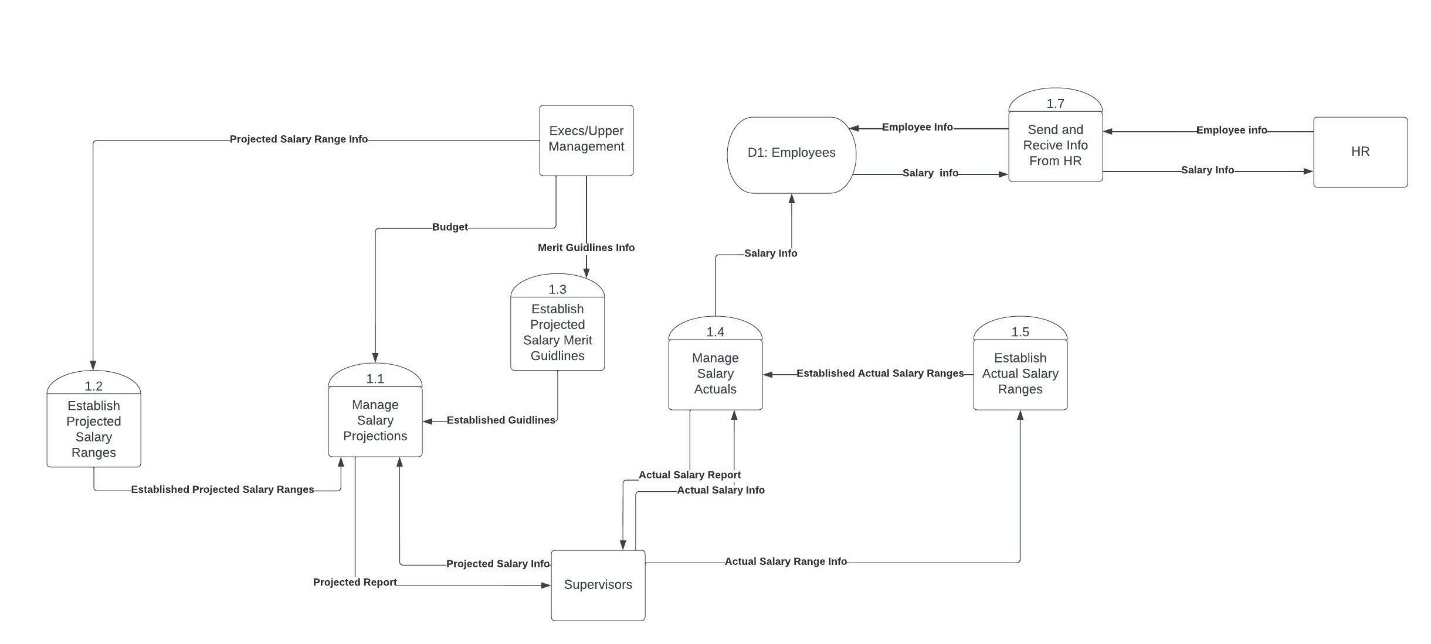 1.7
Execs/Upper
Management
Projected Salary Range Info
Employee Info
Send and
Recive Info
From HR
Employee info
D1: Employees
HR
Salary  info
Salary Info
Budget
Merit Guidlines Info
Salary Info
1.3
Establish
Projected
Salary Merit
Guidlines
1.4
Manage
Salary
Actuals
1.5
Establish
Actual Salary
Ranges
Established Actual Salary Ranges
1.2
Establish
Projected
Salary
Ranges
1.1
Manage
Salary
Projections
Established Guidlines
Established Projected Salary Ranges
Actual Salary Report
Actual Salary Info
Projected Salary Info
Actual Salary Range Info
Projected Report
Supervisors